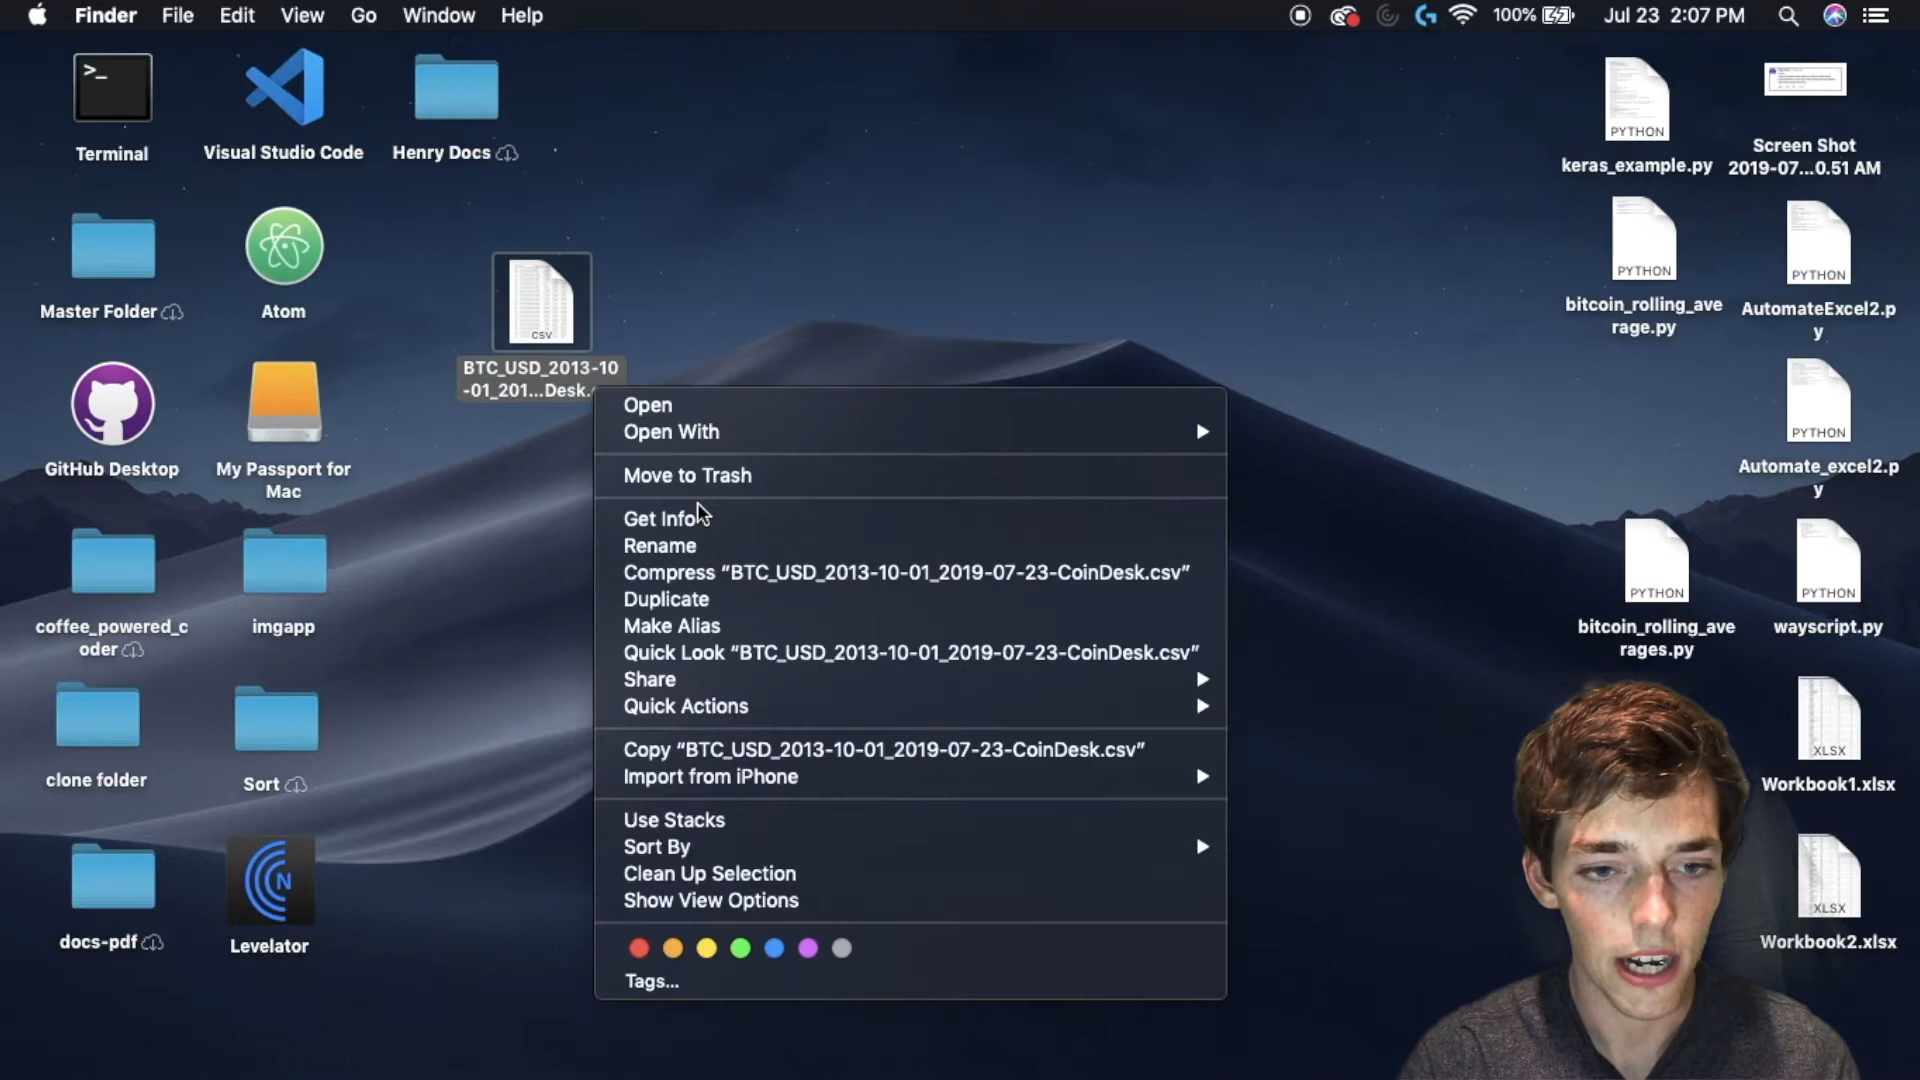 Finder File Edit View Go Window Help 100% Jul 23 2:07 PM
>_
Terminal
Visual Studio Code
Henry Docs
Master Folder
Atom
CSV
BTC_USD_2013-10
-01_201...Desk.
GitHub Desktop
My Passport for
Mac
coffee_powered_c
oder
imgapp
clone folder
Sort
docs-pdf
N
Levelator
Open
Open With
Move to Trash
Get Info
Rename
Compress “BTC_USD_2013-10-01_2019-07-23-CoinDesk.csv”
Duplicate
Make Alias
Quick Look “BTC_USD_2013-10-01_2019-07-23-CoinDesk.csv”
Share
Quick Actions
Copy “BTC_USD_2013-10-01_2019-07-23-CoinDesk.csv”
Import from iPhone
Use Stacks
Sort By
Clean Up Selection
Show View Options
Tags...
PYTHON
keras_example.py
Screen Shot
2019-07...0.51 AM
PYTHON
bitcoin_rolling_ave
rage.py
PYTHON
AutomateExcel2.p
y
PYTHON
Automate_excel2.p
y
PYTHON
bitcoin_rolling_ave
rages.py
PYTHON
wayscript.py
XLSX
Workbook1.xlsx
XLSX
Workbook2.xlsx